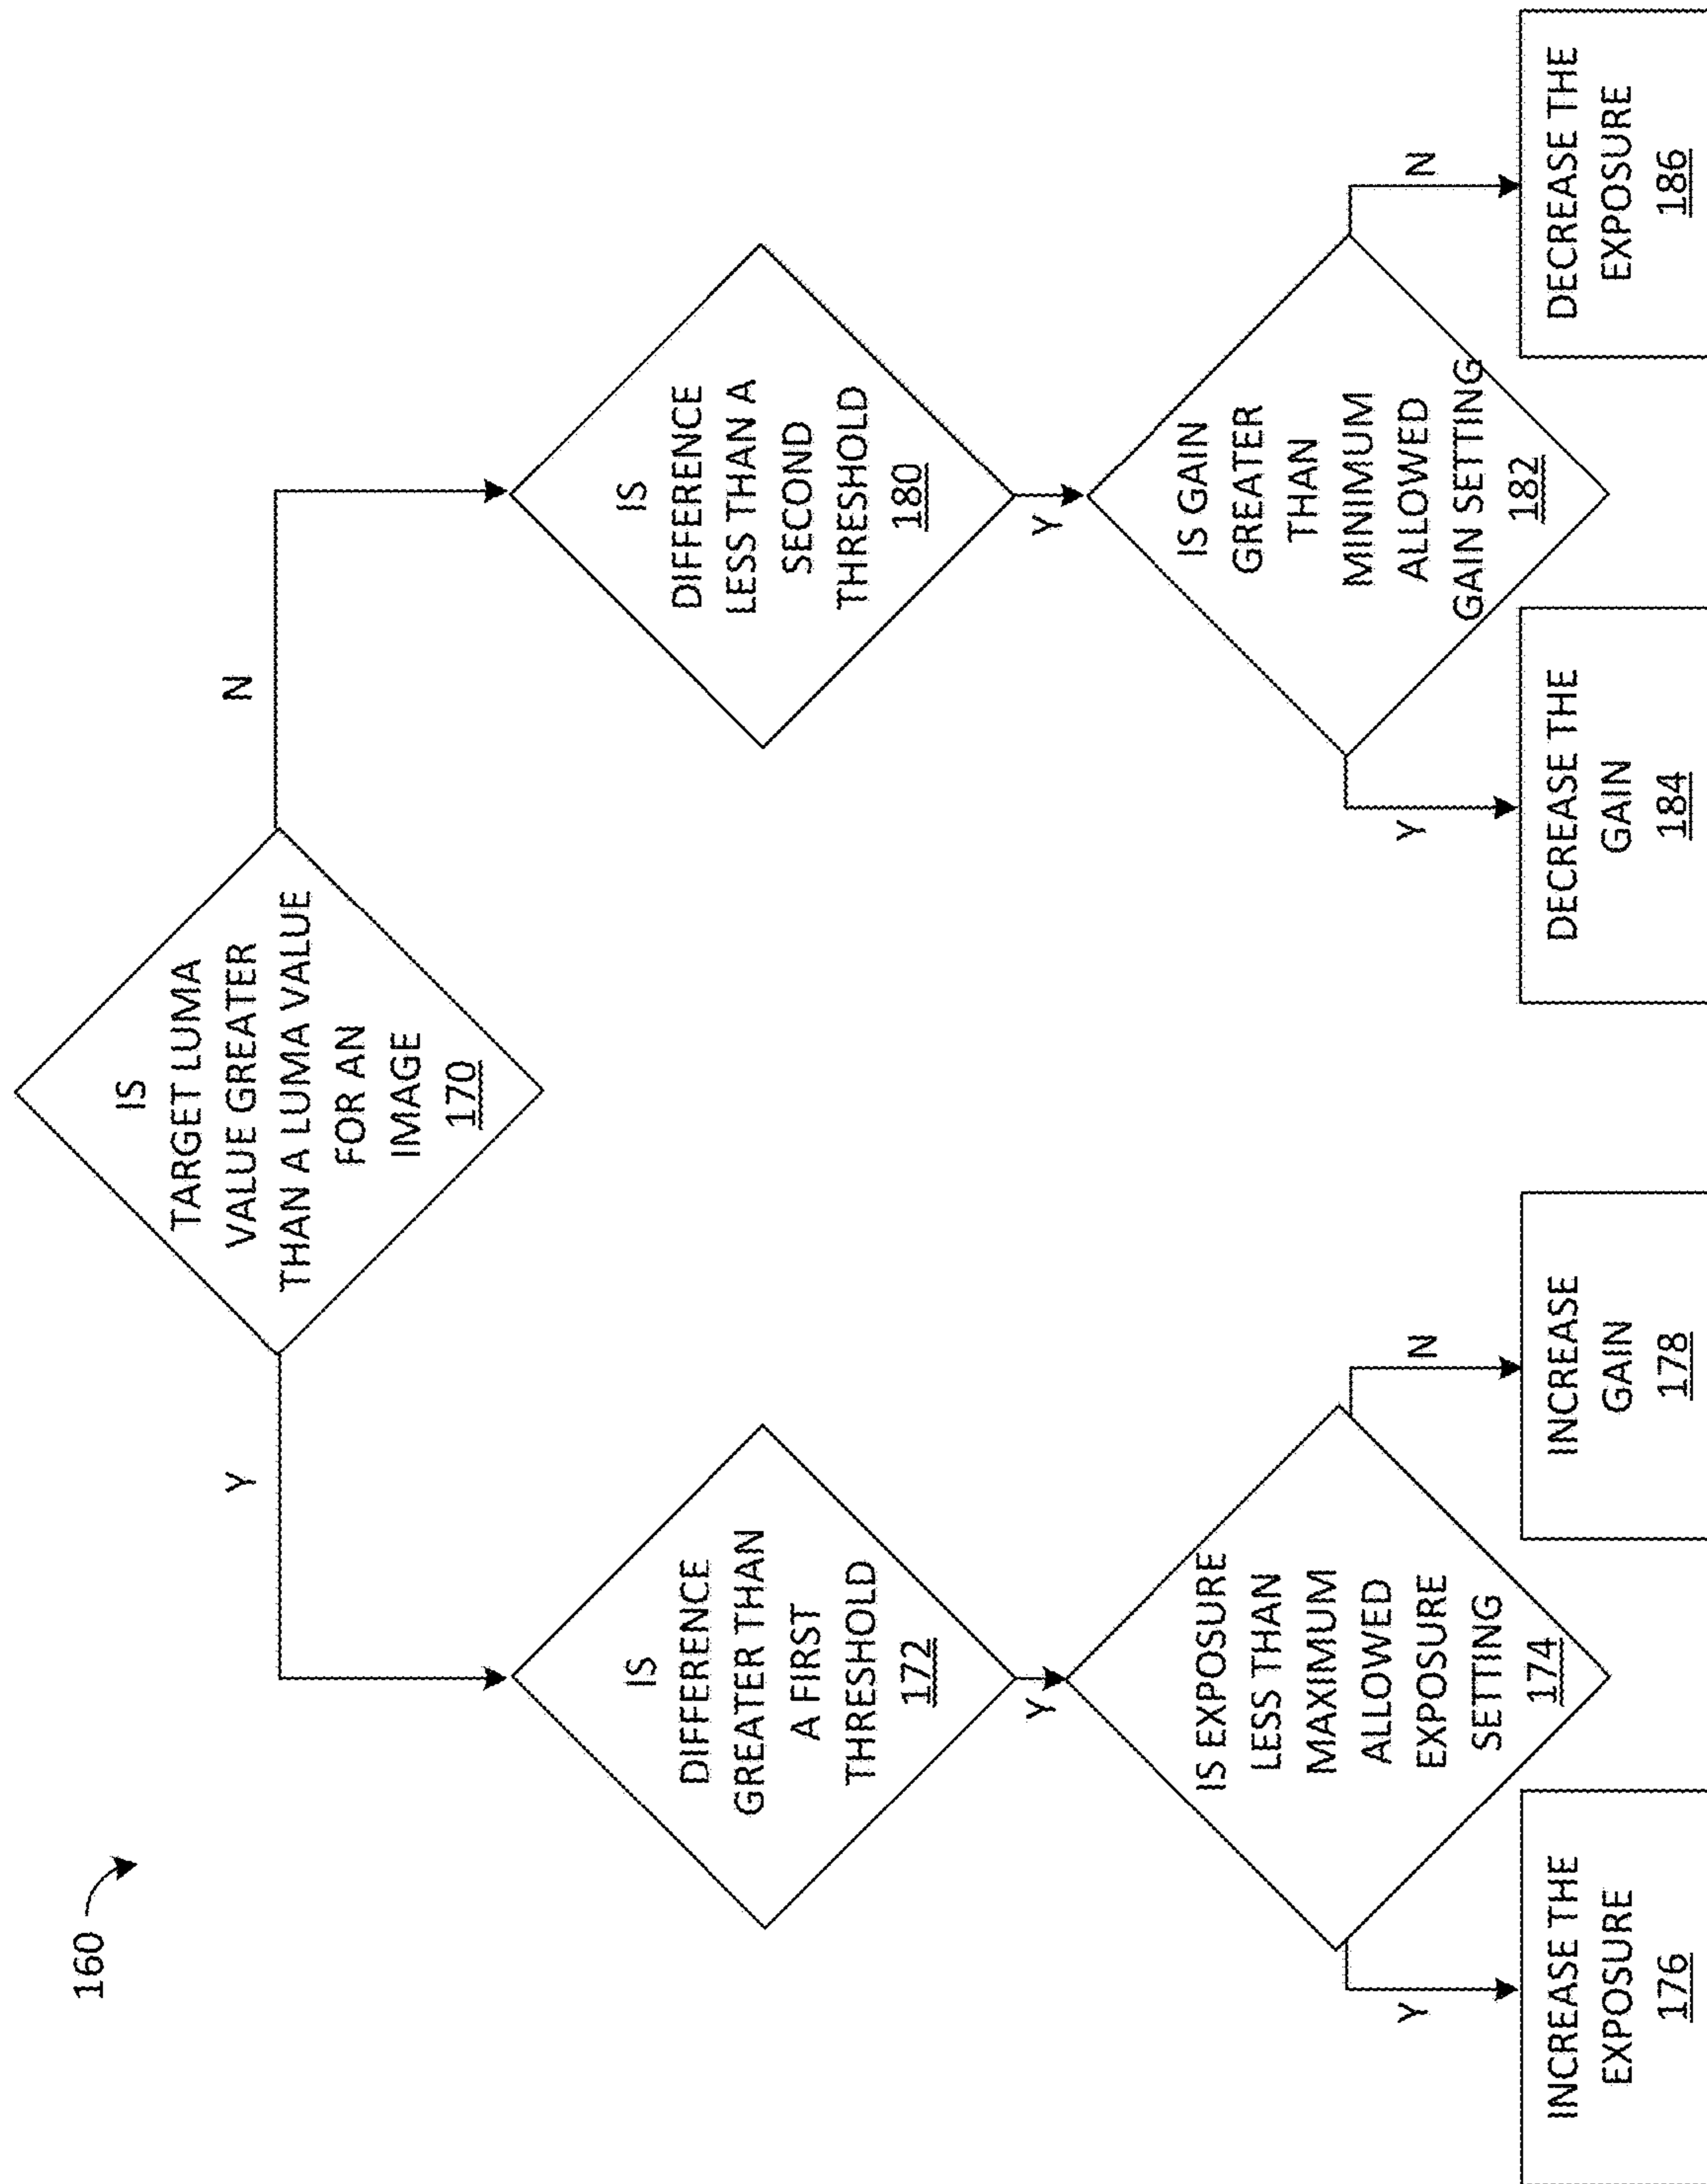 160
IS
TARGET LUMA
VALUE GREATER
THAN A LUMA VALUE
FOR AN
IMAGE
170
Y
N
IS
DIFFERENCE
GREATER THAN
A FIRST
THRESHOLD
172
Y
IS EXPOSURE
LESS THAN
MAXIMUM
ALLOWED
EXPOSURE
SETTING
174
Y
N
INCREASE THE
EXPOSURE
176
INCREASE
GAIN
178
IS
DIFFERENCE
LESS THAN A
SECOND
THRESHOLD
180
Y
IS GAIN
GREATER
THAN
MINIMUM
ALLOWED
GAIN SETTING
182
Y
N
DECREASE THE
GAIN
184
DECREASE THE
EXPOSURE
186